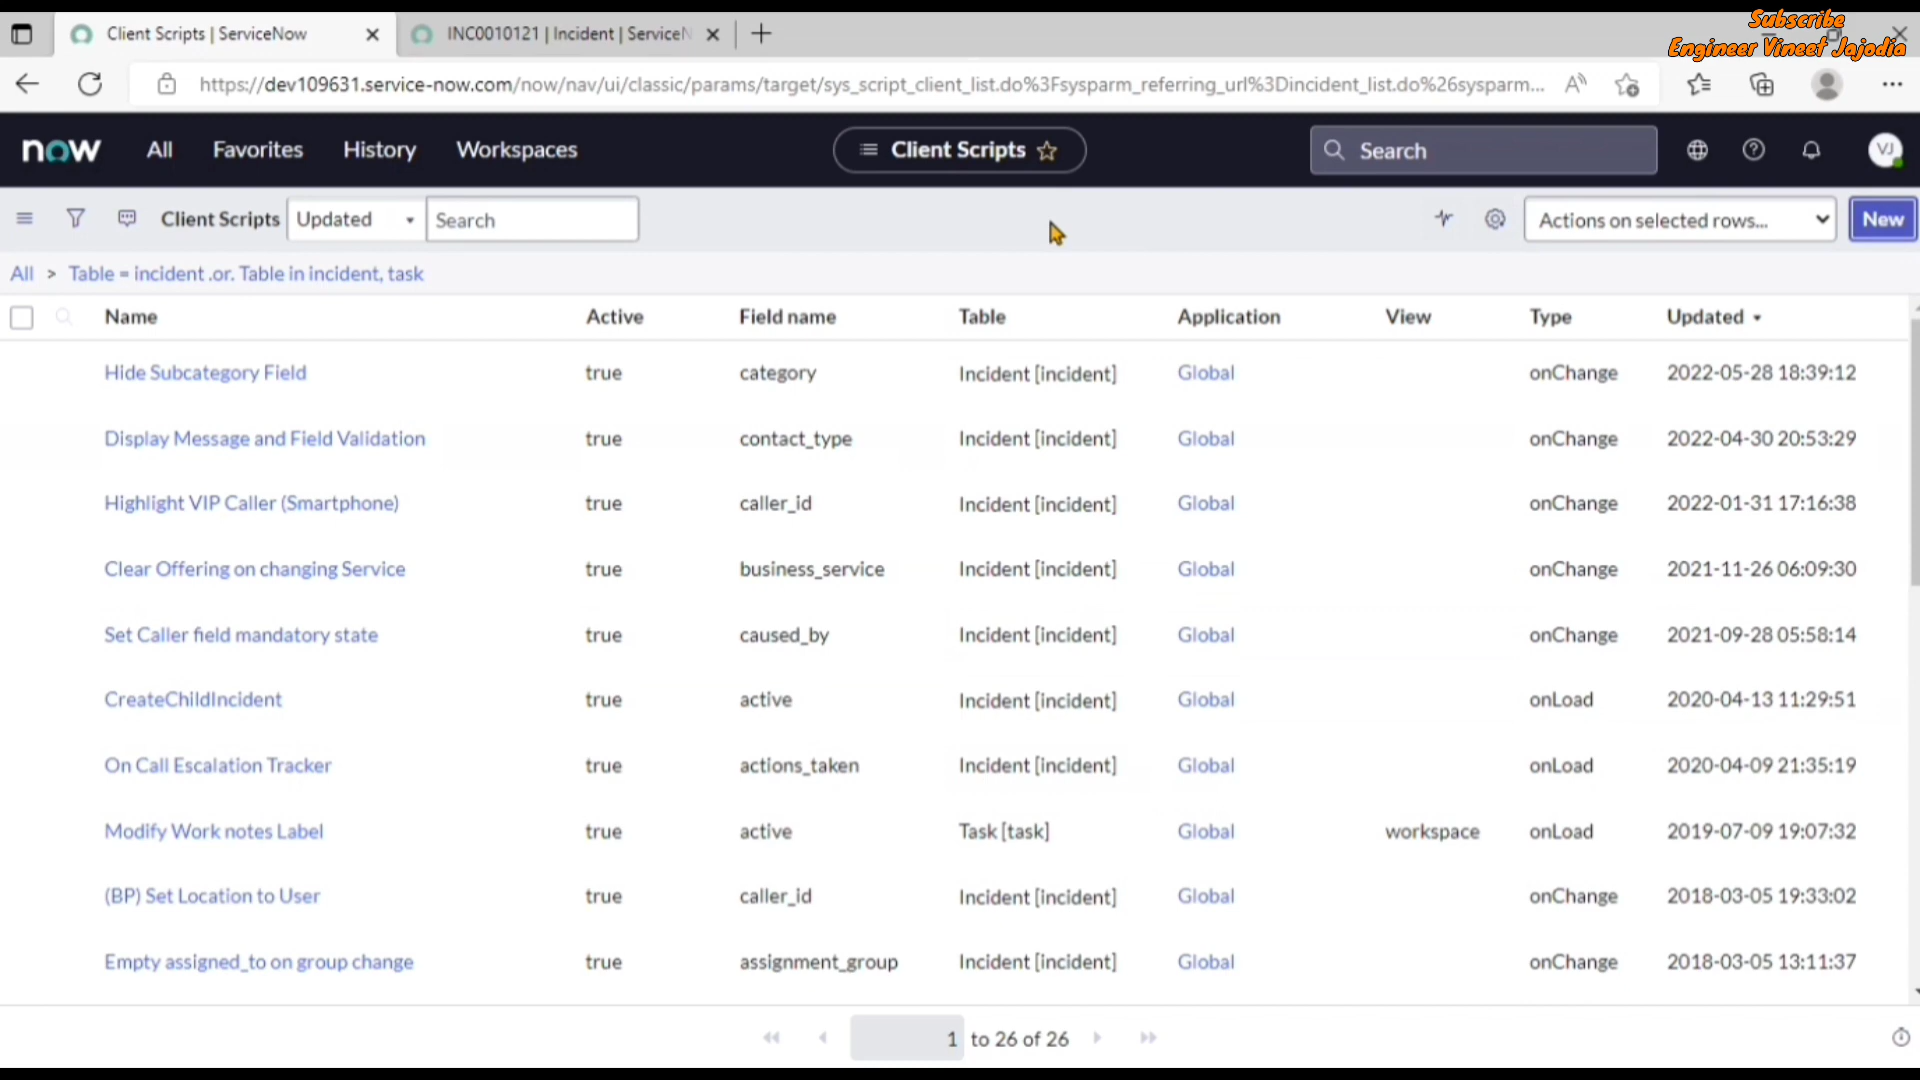 Subscribe
Engineer Vineet Jajodia
Client Scripts | ServiceNow
INC0010121 | Incident | ServiceN
https://dev109631.service-now.com/now/nav/ui/classic/params/target/sys_script_client_list.do%3Fsysparm_referring_url%3Dincident_list.do%26sysparm...
now All Favorites History Workspaces Client Scripts Search VJ
Client Scripts Updated Search Actions on selected rows... New
All > Table = incident .or. Table in incident, task
Name Active Field name Table Application View Type Updated
Hide Subcategory Field true category Incident [incident] Global onChange 2022-05-28 18:39:12
Display Message and Field Validation true contact_type Incident [incident] Global onChange 2022-04-30 20:53:29
Highlight VIP Caller (Smartphone) true caller_id Incident [incident] Global onChange 2022-01-31 17:16:38
Clear Offering on changing Service true business_service Incident [incident] Global onChange 2021-11-26 06:09:30
Set Caller field mandatory state true caused_by Incident [incident] Global onChange 2021-09-28 05:58:14
CreateChildIncident true active Incident [incident] Global onLoad 2020-04-13 11:29:51
On Call Escalation Tracker true actions_taken Incident [incident] Global onLoad 2020-04-09 21:35:19
Modify Work notes Label true active Task [task] Global workspace onLoad 2019-07-09 19:07:32
(BP) Set Location to User true caller_id Incident [incident] Global onChange 2018-03-05 19:33:02
Empty assigned_to on group change true assignment_group Incident [incident] Global onChange 2018-03-05 13:11:37
1 to 26 of 26